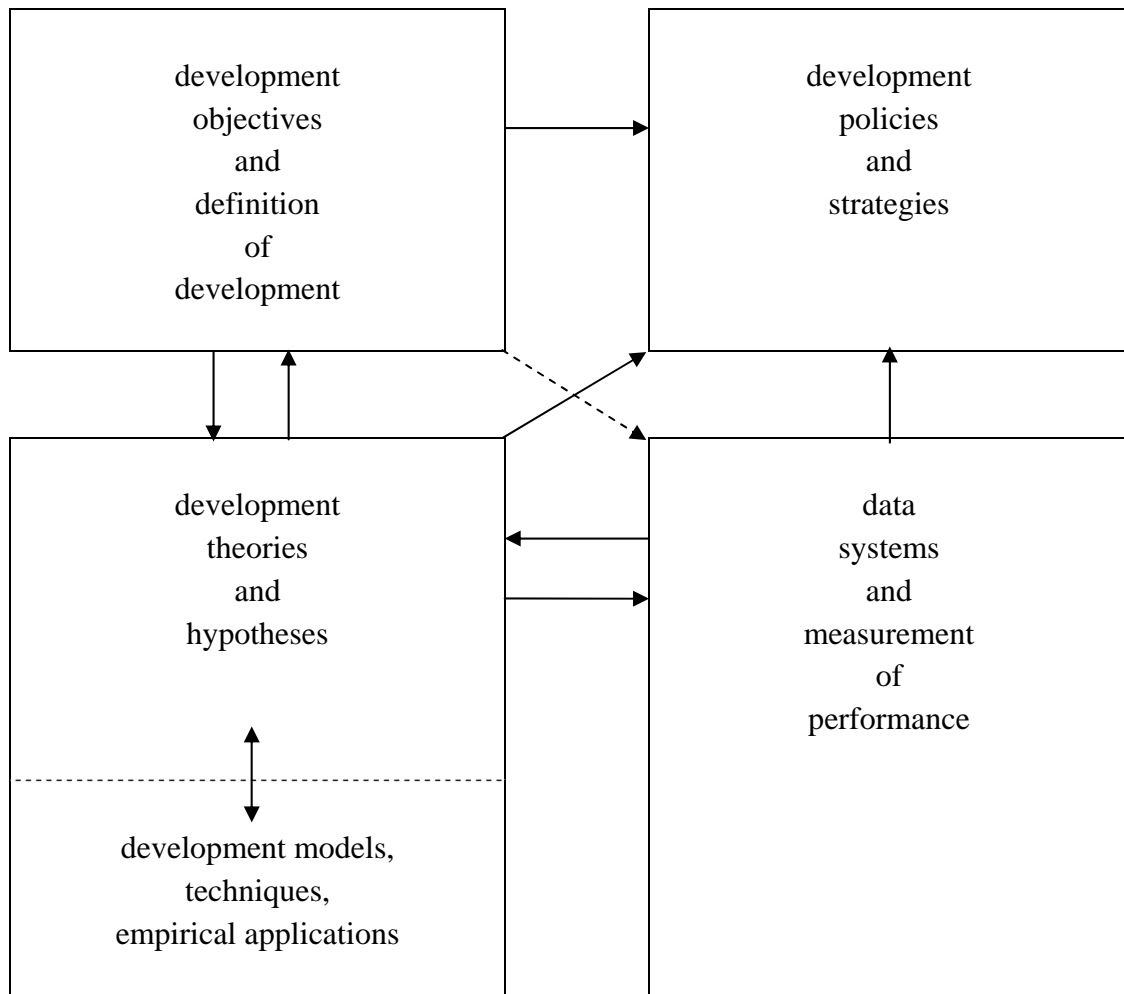 development
objectives
and
definition
of
development
development
policies
and
strategies
development
theories
and
hypotheses
development models,
techniques,
empirical applications
data
systems
and
measurement
of
performance